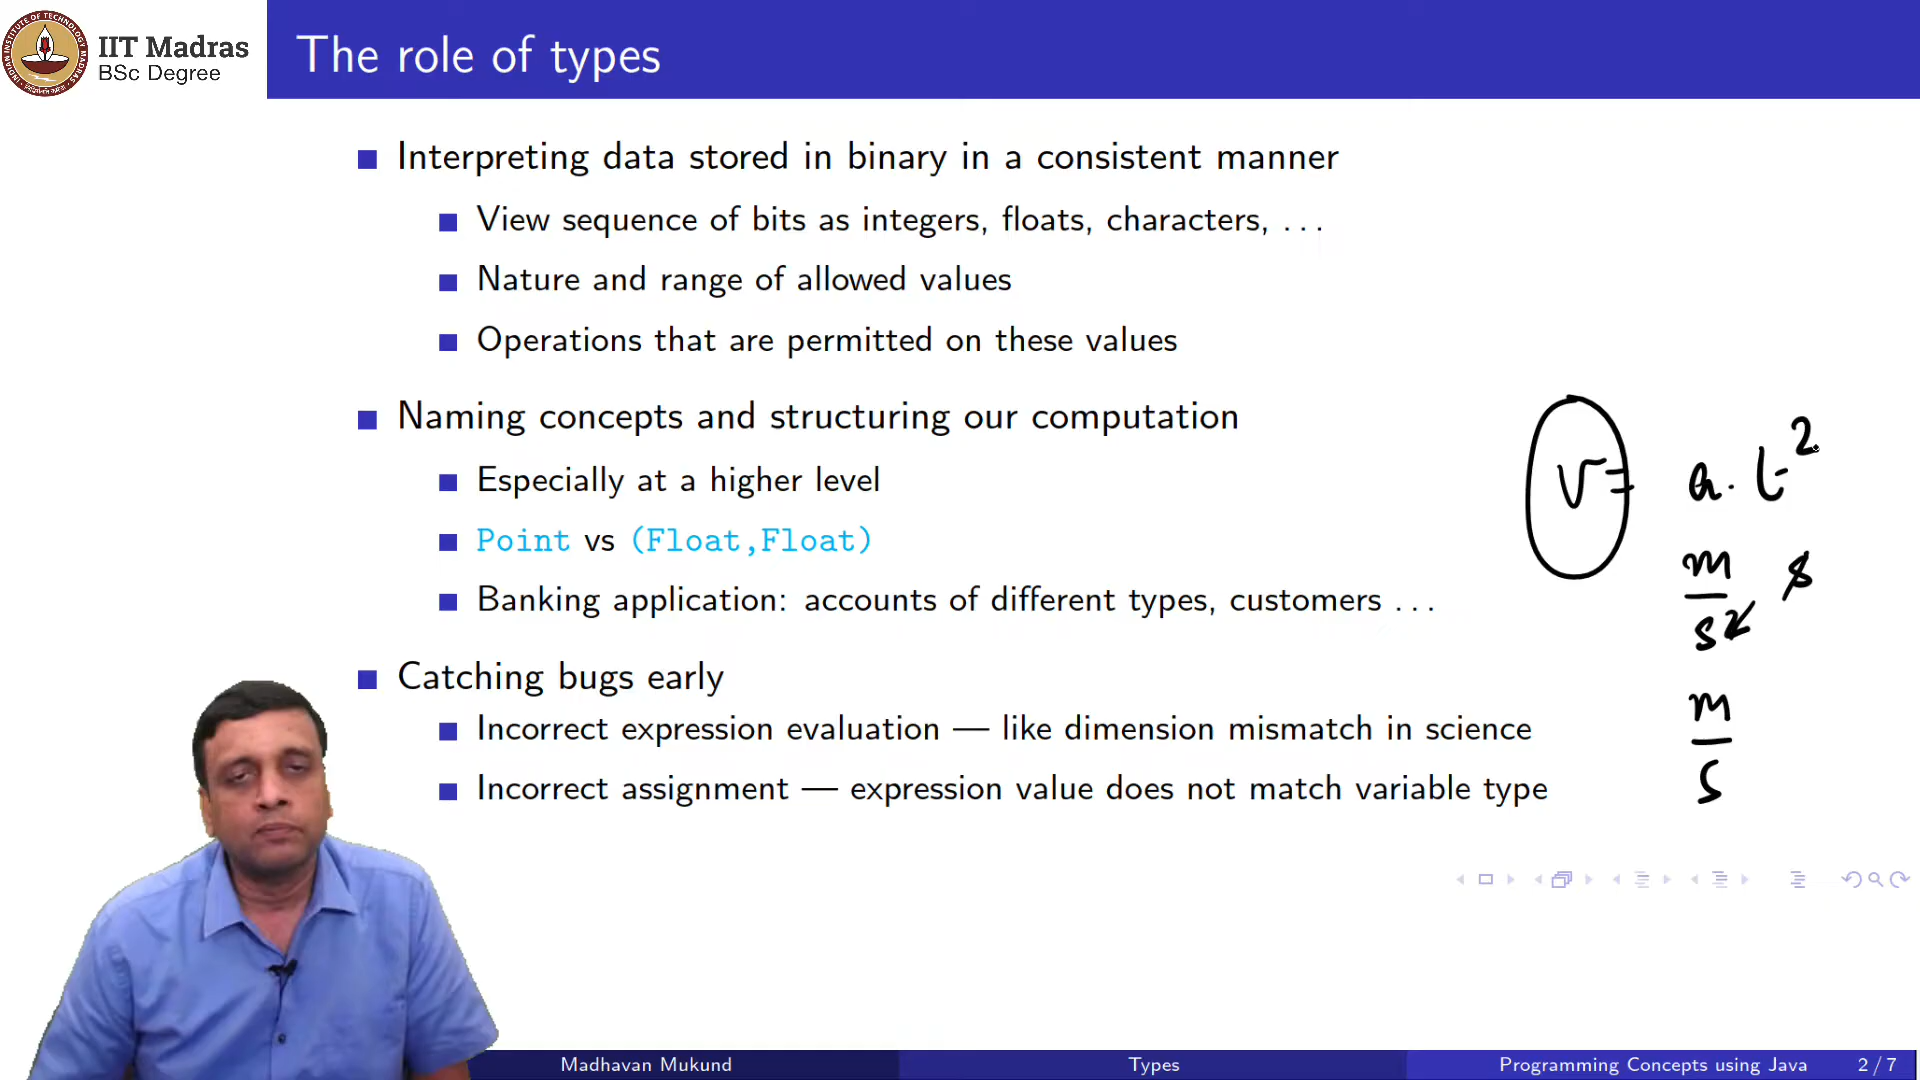 IIT Madras
BSc Degree
The role of types
Interpreting data stored in binary in a consistent manner
View sequence of bits as integers, floats, characters, ...
Nature and range of allowed values
Operations that are permitted on these values
Naming concepts and structuring our computation
Especially at a higher level
Point vs (Float,Float)
Banking application: accounts of different types, customers ...
Catching bugs early
Incorrect expression evaluation — like dimension mismatch in science
Incorrect assignment — expression value does not match variable type
v = a. t²
m s
s²
m
s
Madhavan Mukund Types Programming Concepts using Java 2/7